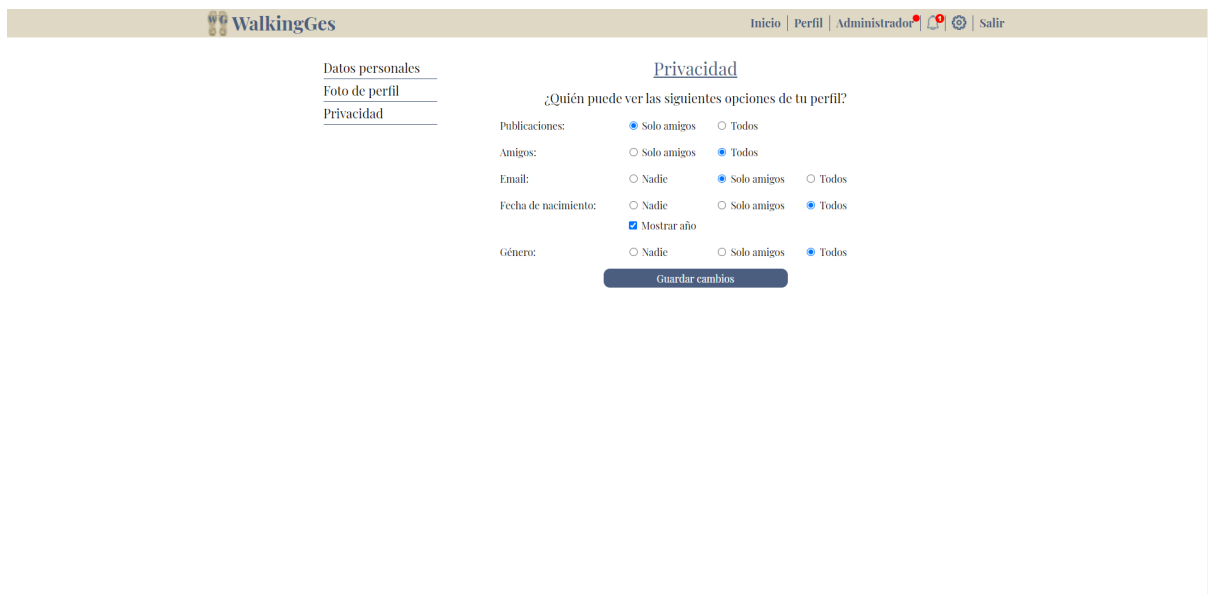 WG WalkingGes
Inicio | Perfil | Administrador | 1 | Salir
Datos personales
Foto de perfil
Privacidad
Privacidad
¿Quién puede ver las siguientes opciones de tu perfil?
Publicaciones: Solo amigos Todos
Amigos: Solo amigos Todos
Email: Nadie Solo amigos Todos
Fecha de nacimiento: Nadie Solo amigos Todos
Mostrar año
Género: Nadie Solo amigos Todos
Guardar cambios